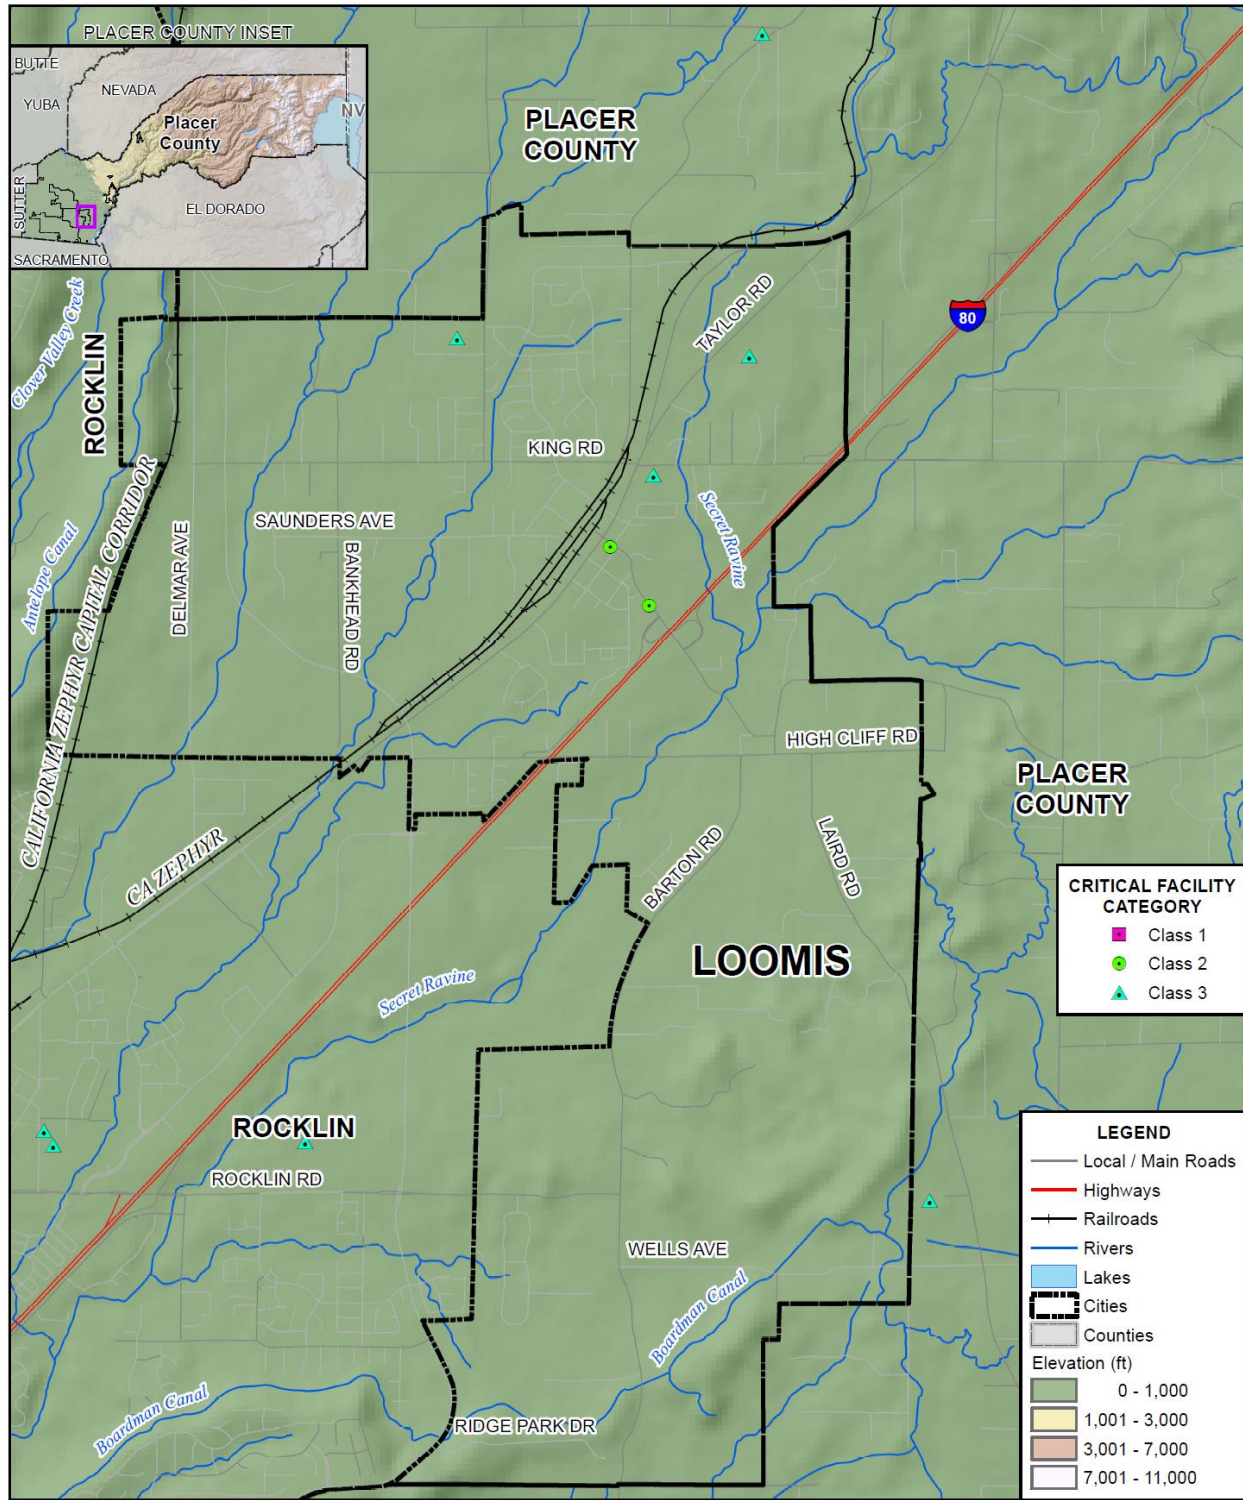 PLACER COUNTY INSET
BUTTE
NEVADA
YUBA
NV
Placer
County
SUTTER
EL DORADO
SACRAMENTO
PLACER
COUNTY
Clover Valley Creek
ROCKLIN
TAYLOR RD
80
KING RD
SAUNDERS AVE
Secret Ravine
Antelope Canal
CALIFORNIA ZEPHYR CAPITAL CORRIDOR
DELMAR AVE
BANKHEAD RD
HIGH CLIFF RD
PLACER
COUNTY
CA ZEPHYR
BARTON RD
LAIRD RD
LOOMIS
Secret Ravine
CRITICAL FACILITY
CATEGORY
Class 1
Class 2
Class 3
ROCKLIN
ROCKLIN RD
WELLS AVE
Boardman Canal
Boardman Canal
RIDGE PARK DR
LEGEND
Local / Main Roads
Highways
Railroads
Rivers
Lakes
Cities
Counties
Elevation (ft)
0 - 1,000
1,001 - 3,000
3,001 - 7,000
7,001 - 11,000